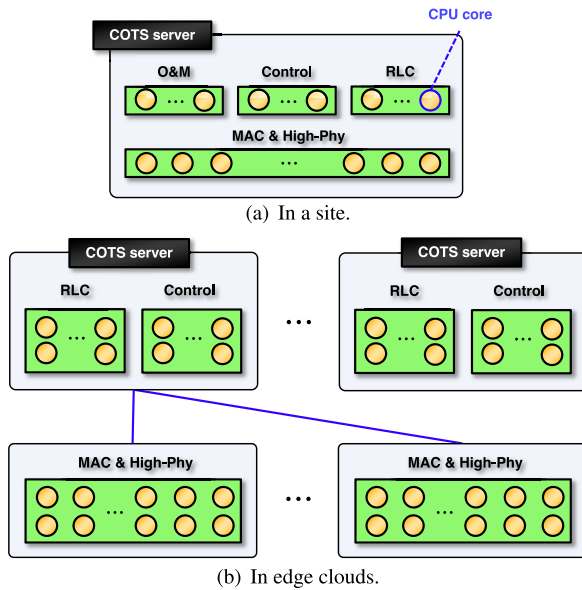 CPU core
COTS server
O&M Control RLC
... ... ...
MAC & High-Phy
...
(a) In a site.
COTS server COTS server
RLC Control RLC Control
... ... ... ... ...
MAC & High-Phy MAC & High-Phy
... ... ...
(b) In edge clouds.